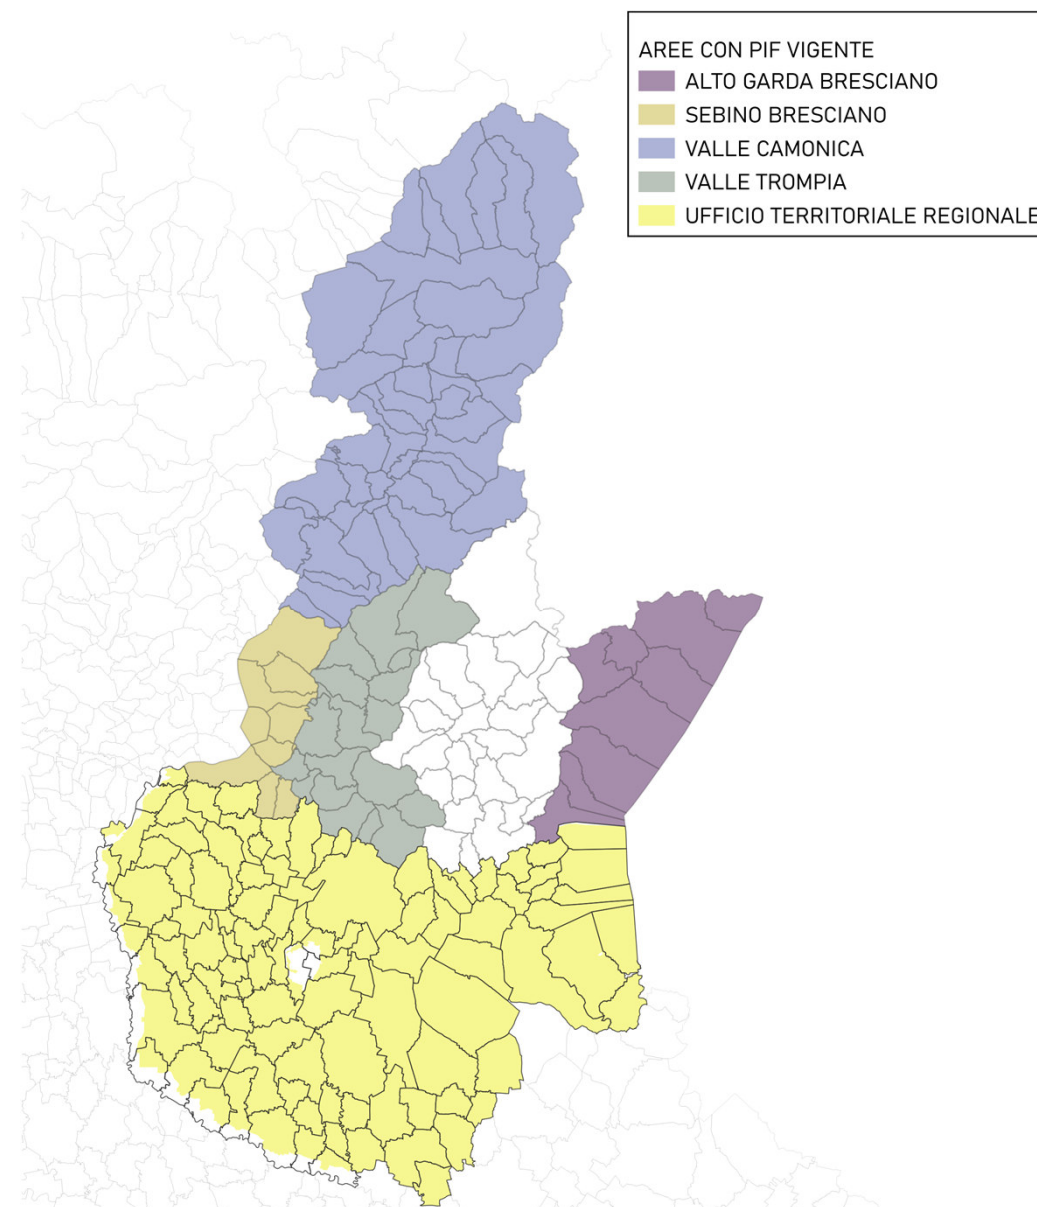 AREE CON PIF VIGENTE
ALTO GARDA BRESCIANO
SEBINO BRESCIANO
VALLE CAMONICA
VALLE TROMPIA
UFFICIO TERRITORIALE REGIONALE